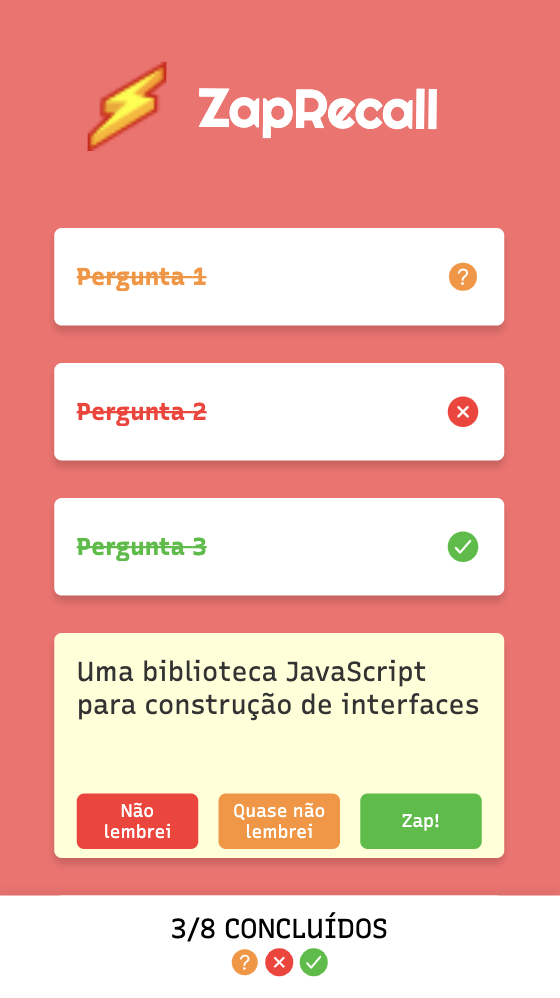 ZapRecall
Pergunta 1
?
Pergunta 2
Pergunta 3
Uma biblioteca JavaScript
para construção de interfaces
Não
lembrei
Quase não
lembrei
Zap!
3/8 CONCLUÍDOS
?